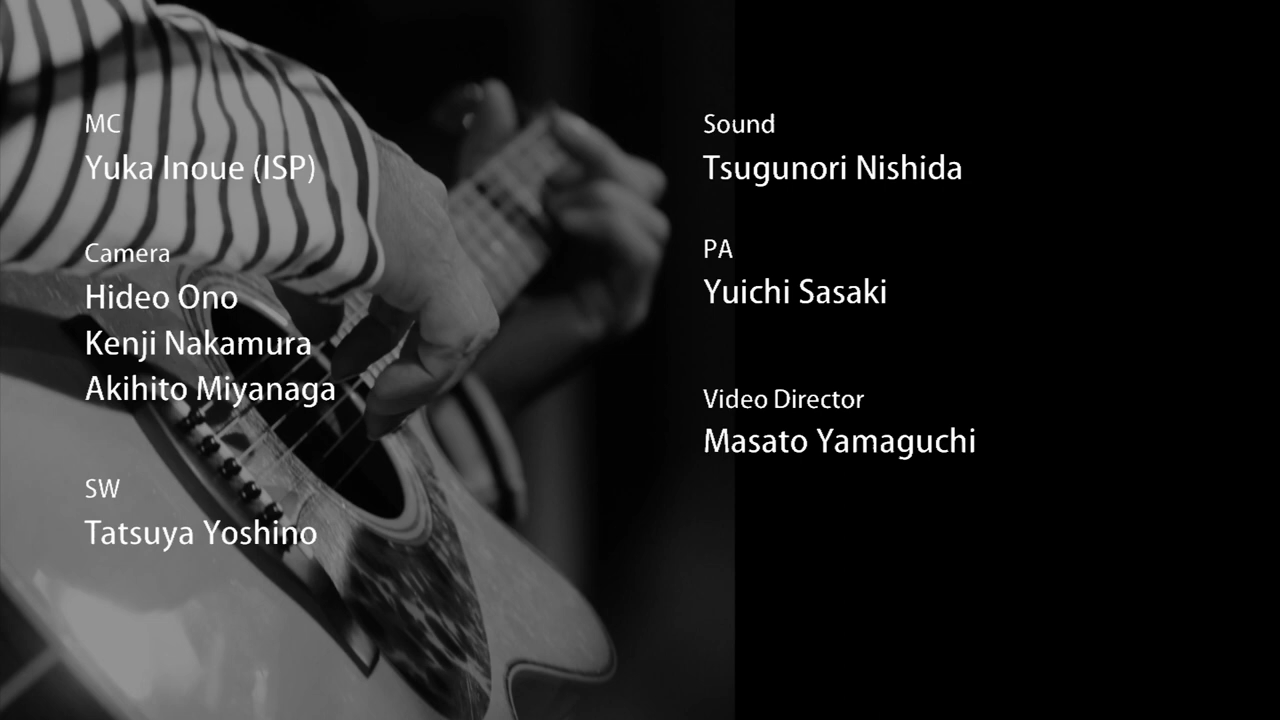 MC
Yuka Inoue (ISP)
Camera
Hideo Ono
Kenji Nakamura
Akihito Miyanaga
SW
Tatsuya Yoshino
Sound
Tsugunori Nishida
PA
Yuichi Sasaki
Video Director
Masato Yamaguchi